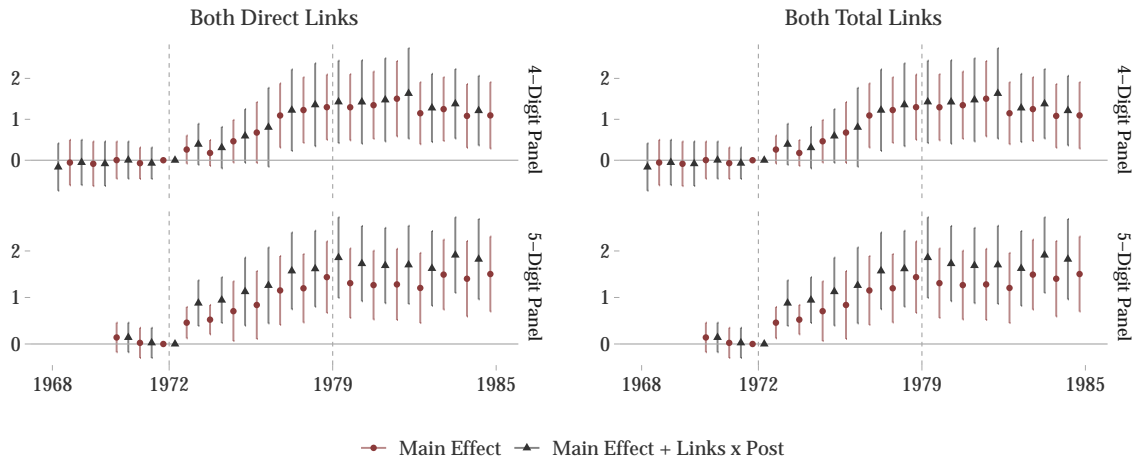 Both Direct Links
Both Total Links
2
1
0
4−Digit Panel
2
1
0
4−Digit Panel
2
1
0
5−Digit Panel
2
1
0
5−Digit Panel
1968 1972 1979 1985
1968 1972 1979 1985
Main Effect Main Effect + Links x Post